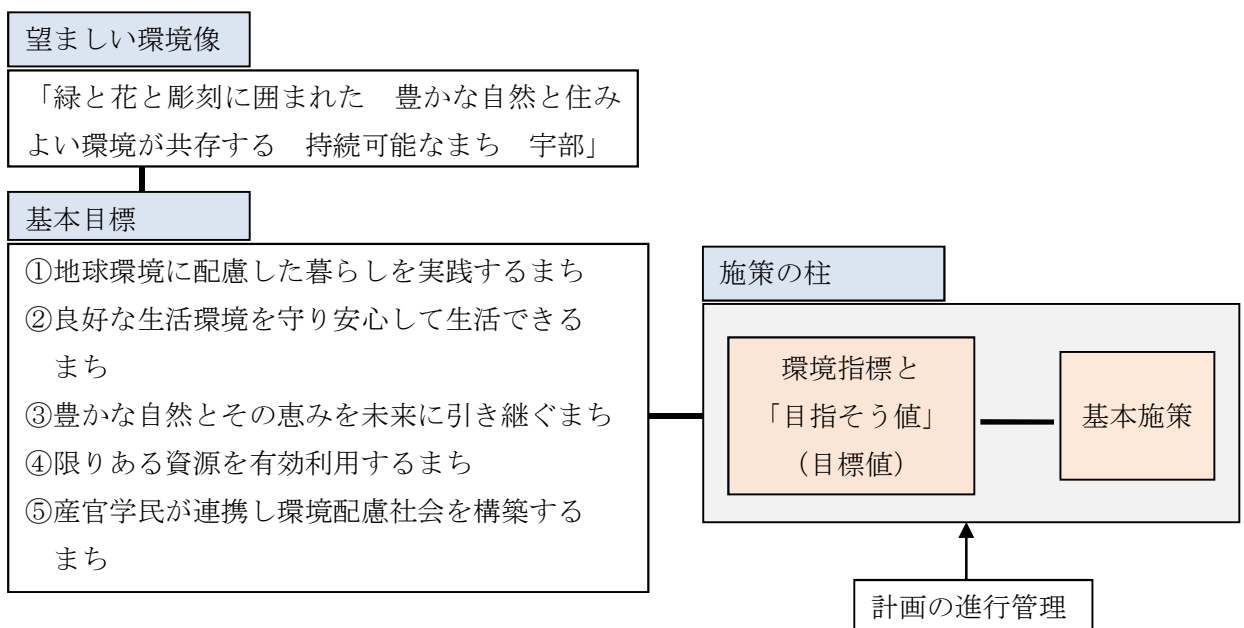 望ましい環境像
「緑と花と彫刻に囲まれた　豊かな自然と住み
よい環境が共存する　持続可能なまち　宇部」
基本目標
①地球環境に配慮した暮らしを実践するまち
②良好な生活環境を守り安心して生活できる
まち
③豊かな自然とその恵みを未来に引き継ぐまち
④限りある資源を有効利用するまち
⑤産官学民が連携し環境配慮社会を構築する
まち
施策の柱
環境指標と
「目指そう値」
（目標値）
基本施策
計画の進行管理